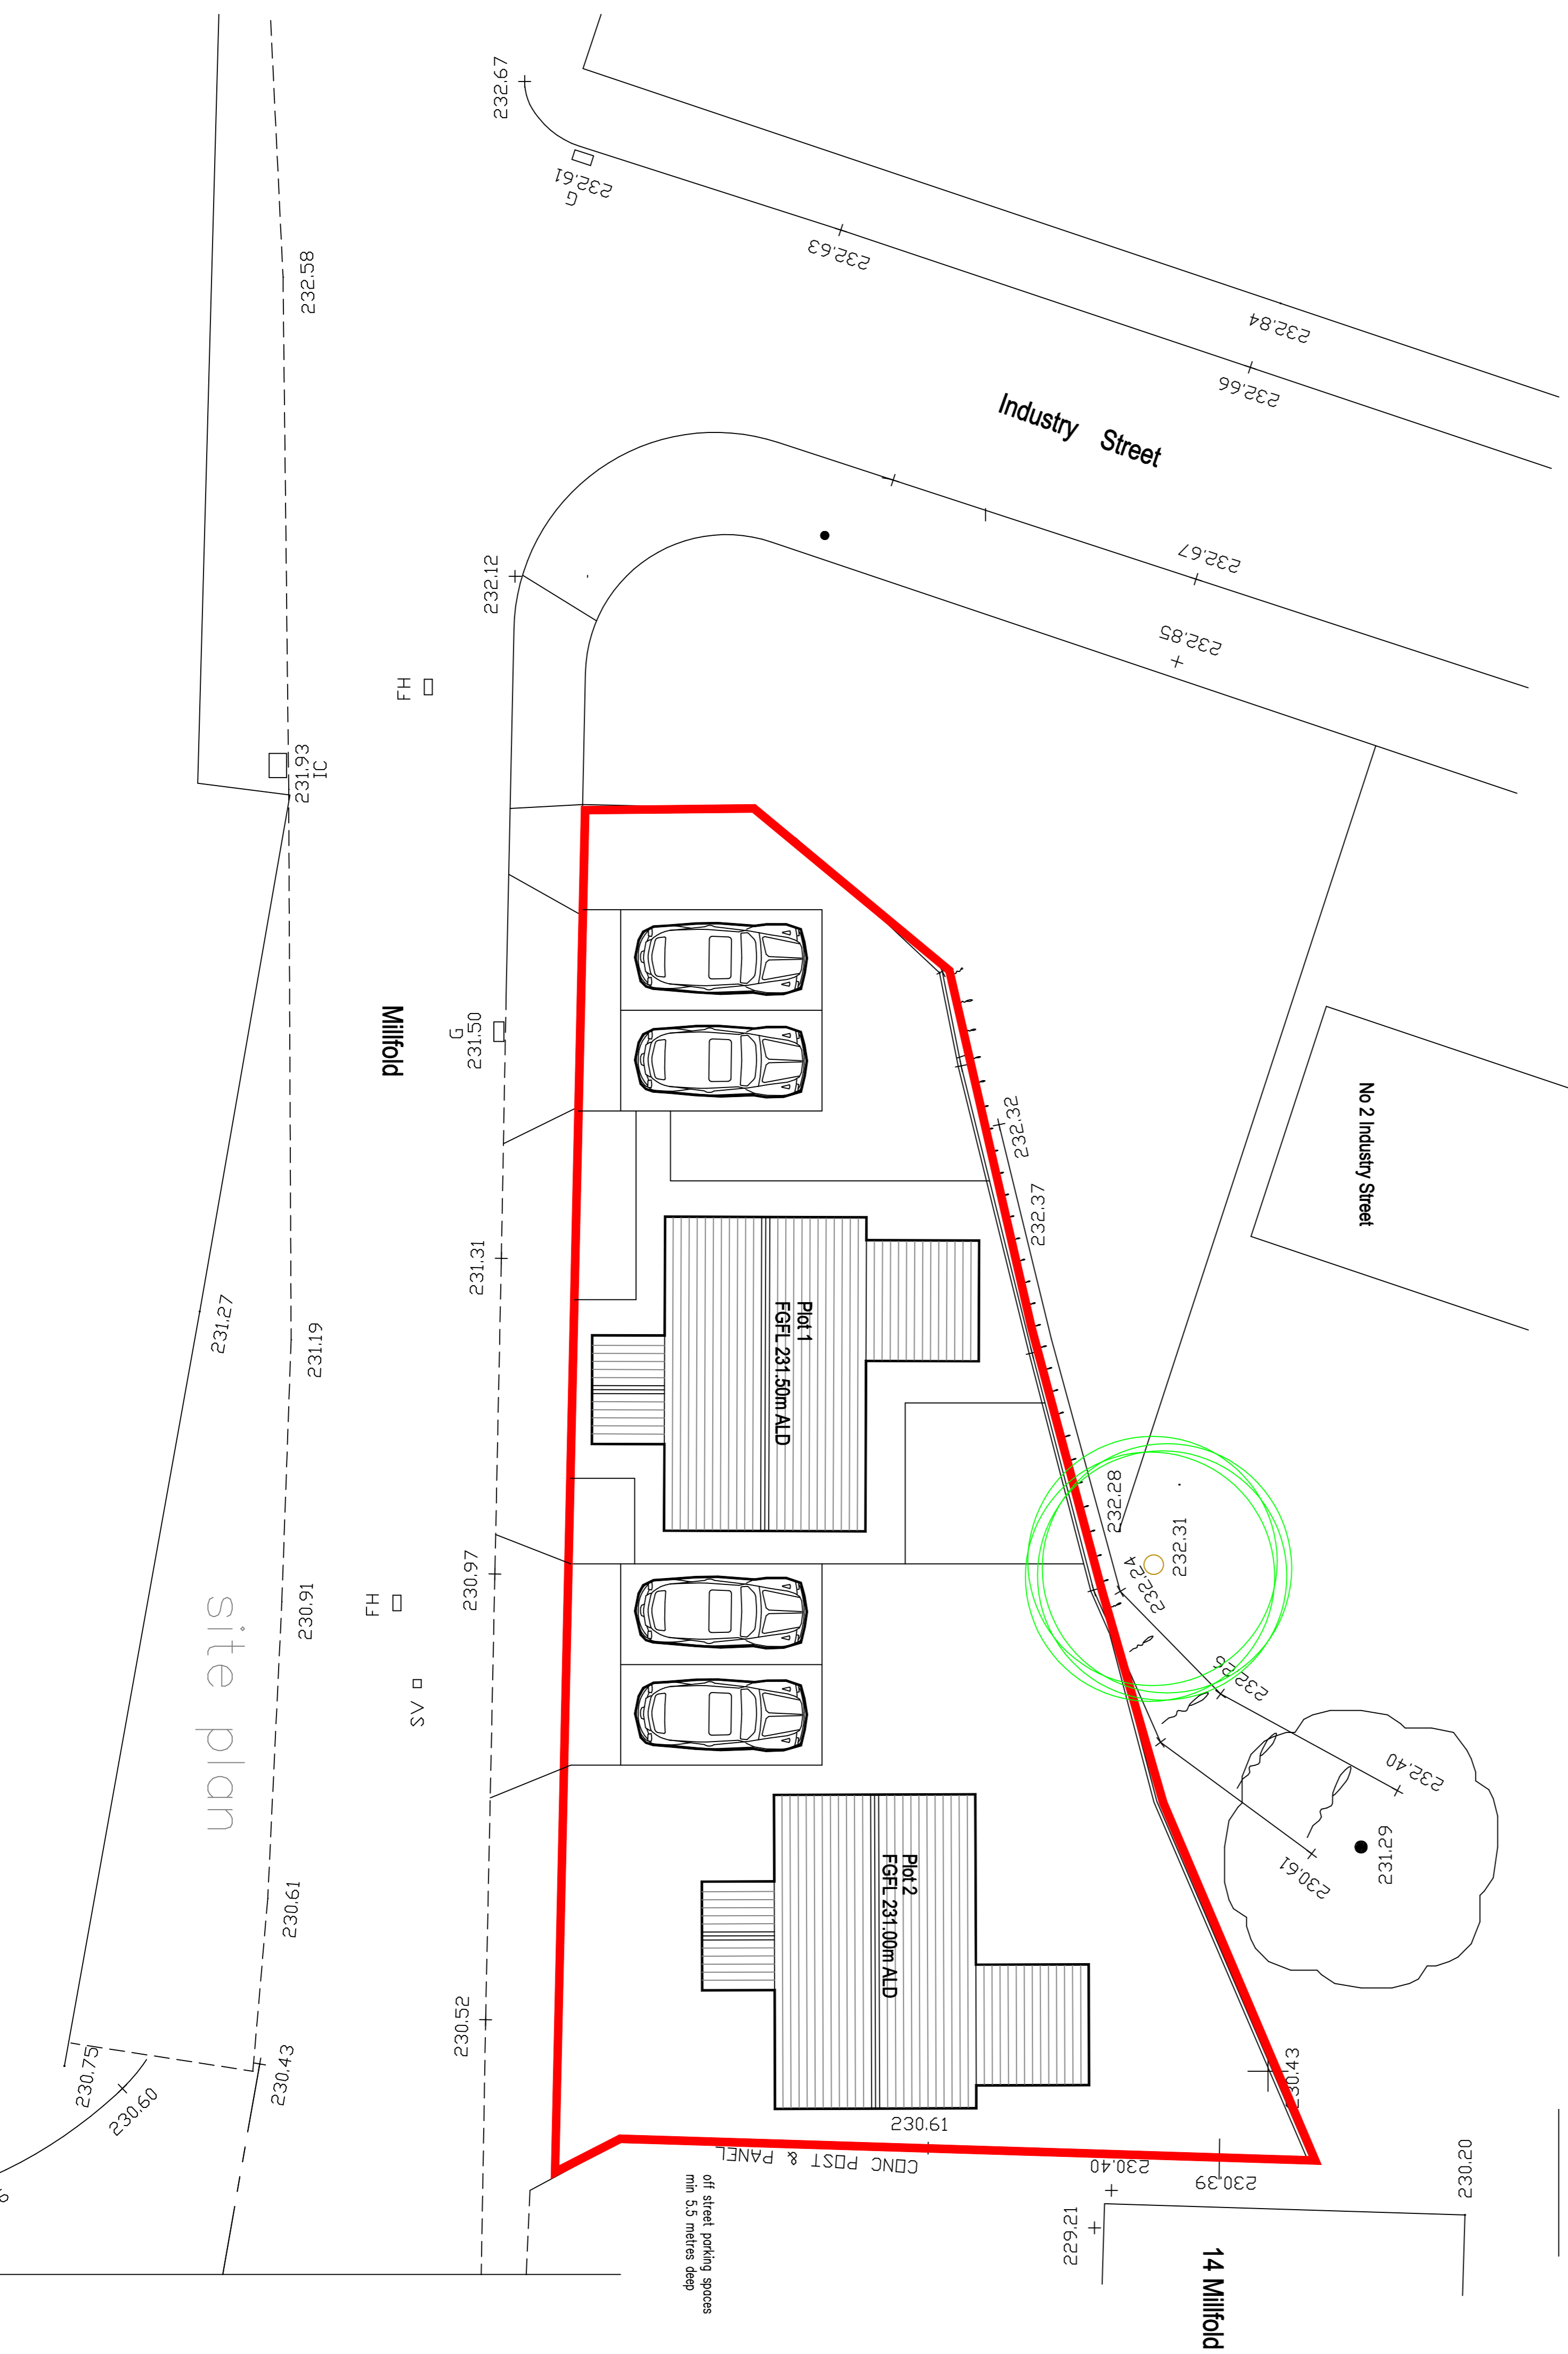 232.67
232.61
G
232.63
232.84
232.66
Industry Street
232.58
232.12
232.67
232.85
FH
231.93
IC
Millfold
G
231.50
No 2 Industry Street
232.32
232.37
231.31
231.27
231.19
Plot 1
FGFL 231.50m ALD
232.28
232.31
232.24
230.97
FH
230.91
SV
site plan
232.26
232.40
231.29
230.61
Plot 2
FGFL 231.00m ALD
230.61
230.52
230.43
230.75
230.60
230.43
230.61
CONC POST & PANEL
230.40
230.39
230.20
229.21
14 Millfold
off street parking spaces
min 5.5 metres deep